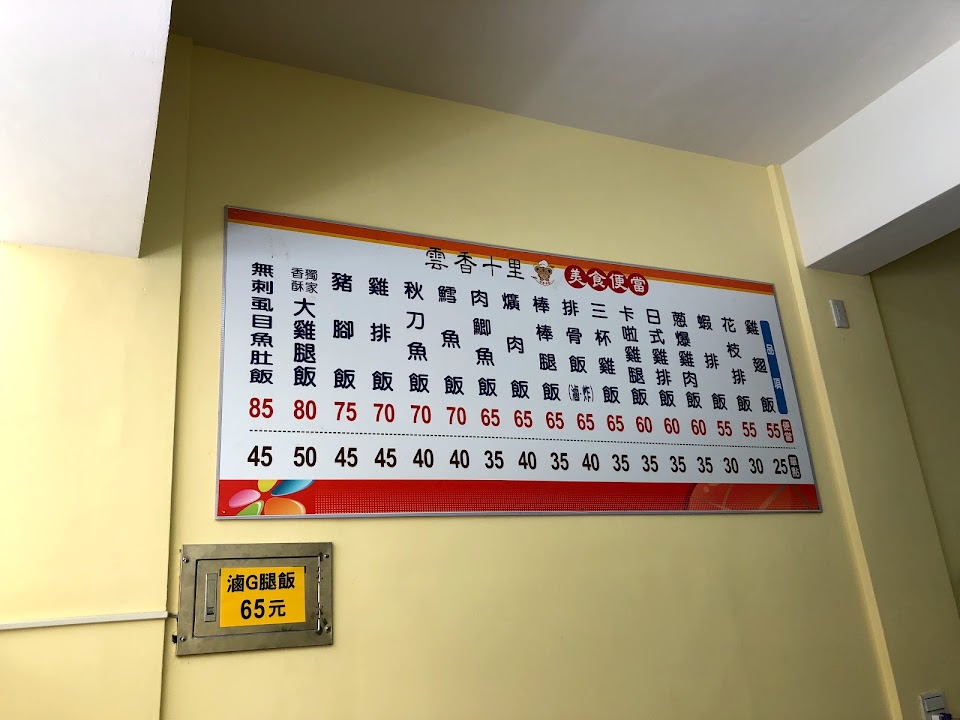 雲香十里
美食便當
品項
雞翅飯
花枝排飯
蝦排飯
蔥爆雞肉飯
日式雞排飯
卡啦雞腿飯
三杯雞飯
排骨飯(滷.炸)
棒棒腿飯
爌肉飯
肉鯽魚飯
鱈魚飯
秋刀魚飯
雞排飯
豬腳飯
獨家香酥大雞腿飯
無刺虱目魚肚飯
85 80 75 70 70 70 65 65 65 65 65 60 60 60 55 55 55 便當
45 50 45 45 40 40 35 40 35 40 35 35 35 35 30 30 25 單點
滷G腿飯
65元